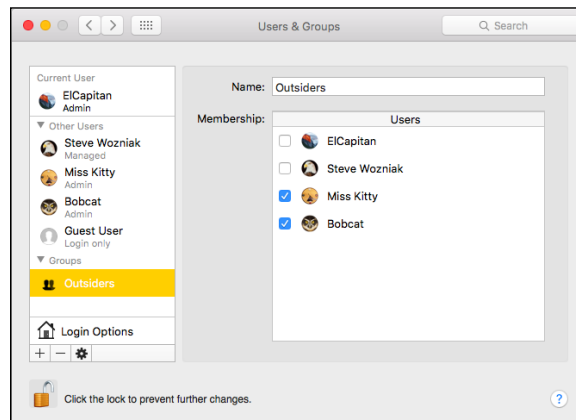 Users & Groups
Search
Current User
ElCapitan
Admin
Other Users
Steve Wozniak
Managed
Miss Kitty
Admin
Bobcat
Admin
Guest User
Login only
Groups
Outsiders
Login Options
Name: Outsiders
Membership: Users
ElCapitan
Steve Wozniak
Miss Kitty
Bobcat
Click the lock to prevent further changes.
?